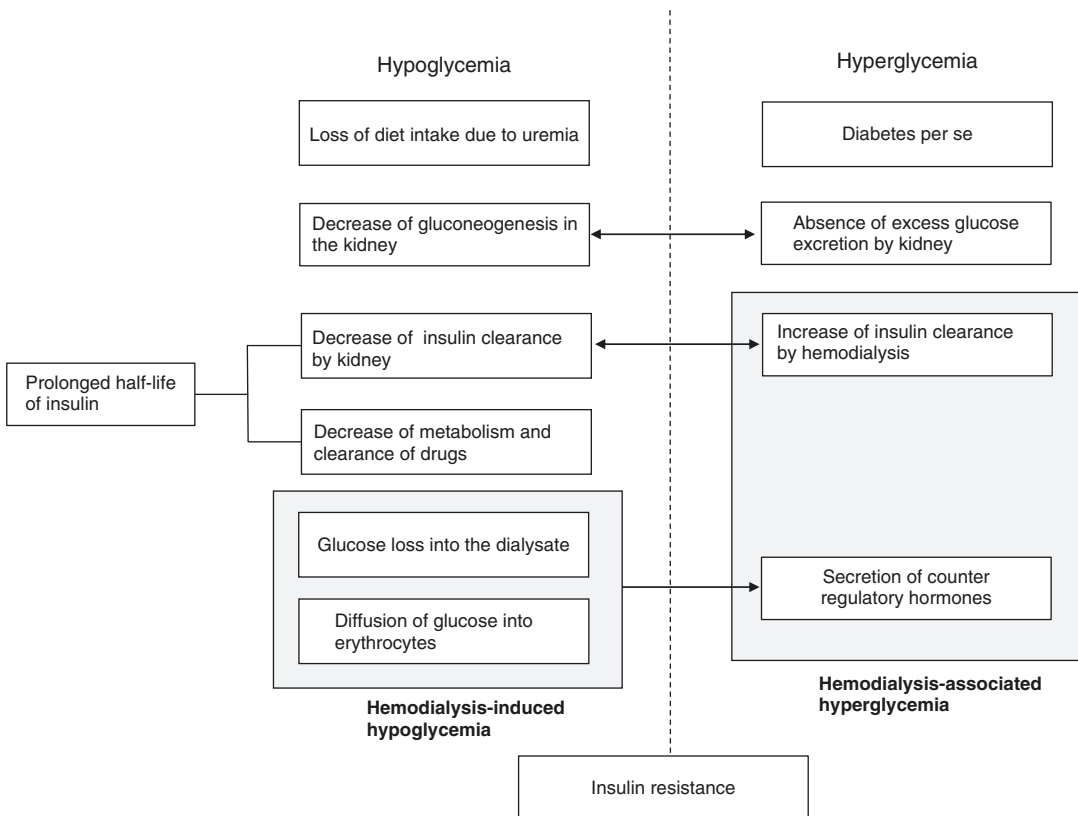 Hypoglycemia
Hyperglycemia
Loss of diet intake due to uremia
Diabetes per se
Decrease of gluconeogenesis in
the kidney
Absence of excess glucose
excretion by kidney
Decrease of insulin clearance
by kidney
Increase of insulin clearance
by hemodialysis
Prolonged half-life
of insulin
Decrease of metabolism and
clearance of drugs
Glucose loss into the dialysate
Secretion of counter
regulatory hormones
Diffusion of glucose into
erythrocytes
Hemodialysis-induced
hypoglycemia
Hemodialysis-associated
hyperglycemia
Insulin resistance